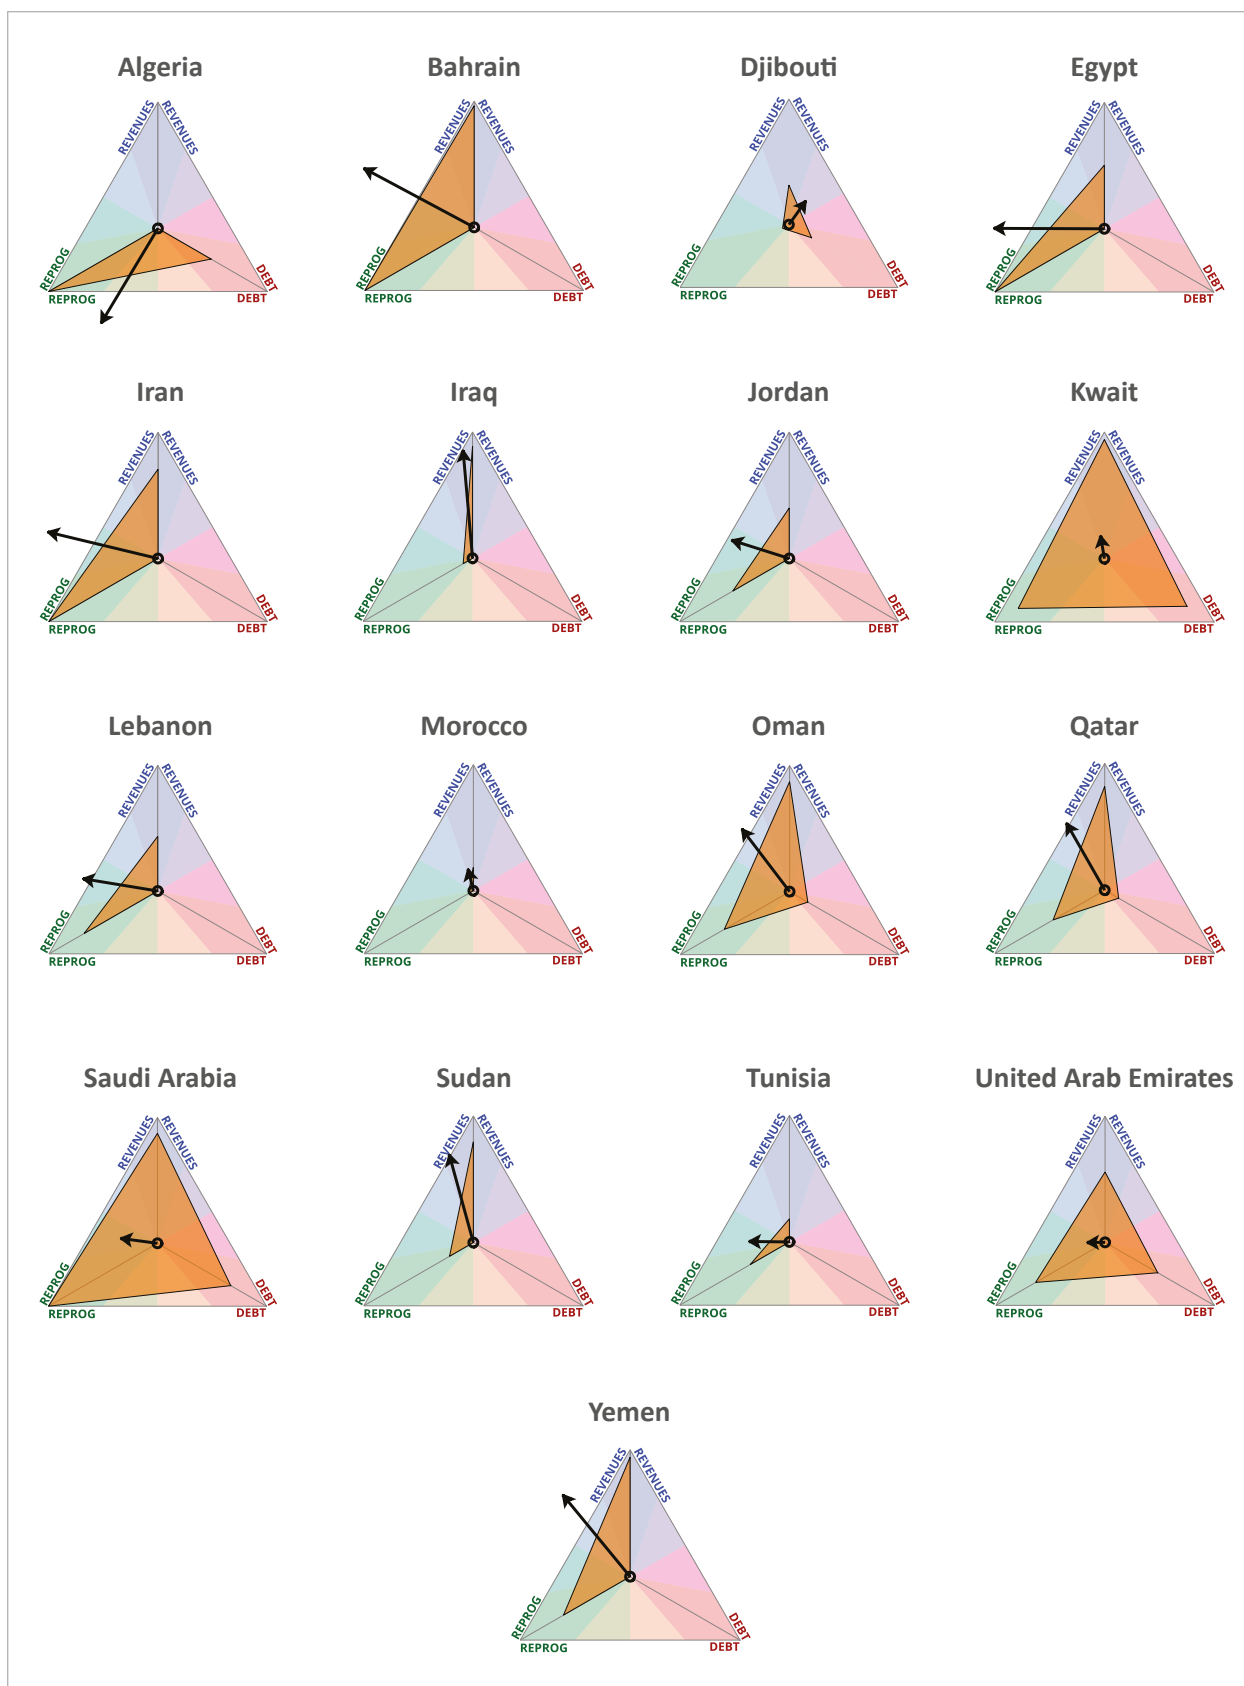 Algeria
REVENUES
REVENUES
REPROG
REPROG
DEBT
DEBT
Bahrain
REVENUES
REVENUES
REPROG
REPROG
DEBT
DEBT
Djibouti
REVENUES
REVENUES
REPROG
REPROG
DEBT
DEBT
Egypt
REVENUES
REVENUES
REPROG
REPROG
DEBT
DEBT
Iran
REVENUES
REVENUES
REPROG
REPROG
DEBT
DEBT
Iraq
REVENUES
REVENUES
REPROG
REPROG
DEBT
DEBT
Jordan
REVENUES
REVENUES
REPROG
REPROG
DEBT
DEBT
Kwait
REVENUES
REVENUES
REPROG
REPROG
DEBT
DEBT
Lebanon
REVENUES
REVENUES
REPROG
REPROG
DEBT
DEBT
Morocco
REVENUES
REVENUES
REPROG
REPROG
DEBT
DEBT
Oman
REVENUES
REVENUES
REPROG
REPROG
DEBT
DEBT
Qatar
REVENUES
REVENUES
REPROG
REPROG
DEBT
DEBT
Saudi Arabia
REVENUES
REVENUES
REPROG
REPROG
DEBT
DEBT
Sudan
REVENUES
REVENUES
REPROG
REPROG
DEBT
DEBT
Tunisia
REVENUES
REVENUES
REPROG
REPROG
DEBT
DEBT
United Arab Emirates
REVENUES
REVENUES
REPROG
REPROG
DEBT
DEBT
Yemen
REVENUES
REVENUES
REPROG
REPROG
DEBT
DEBT